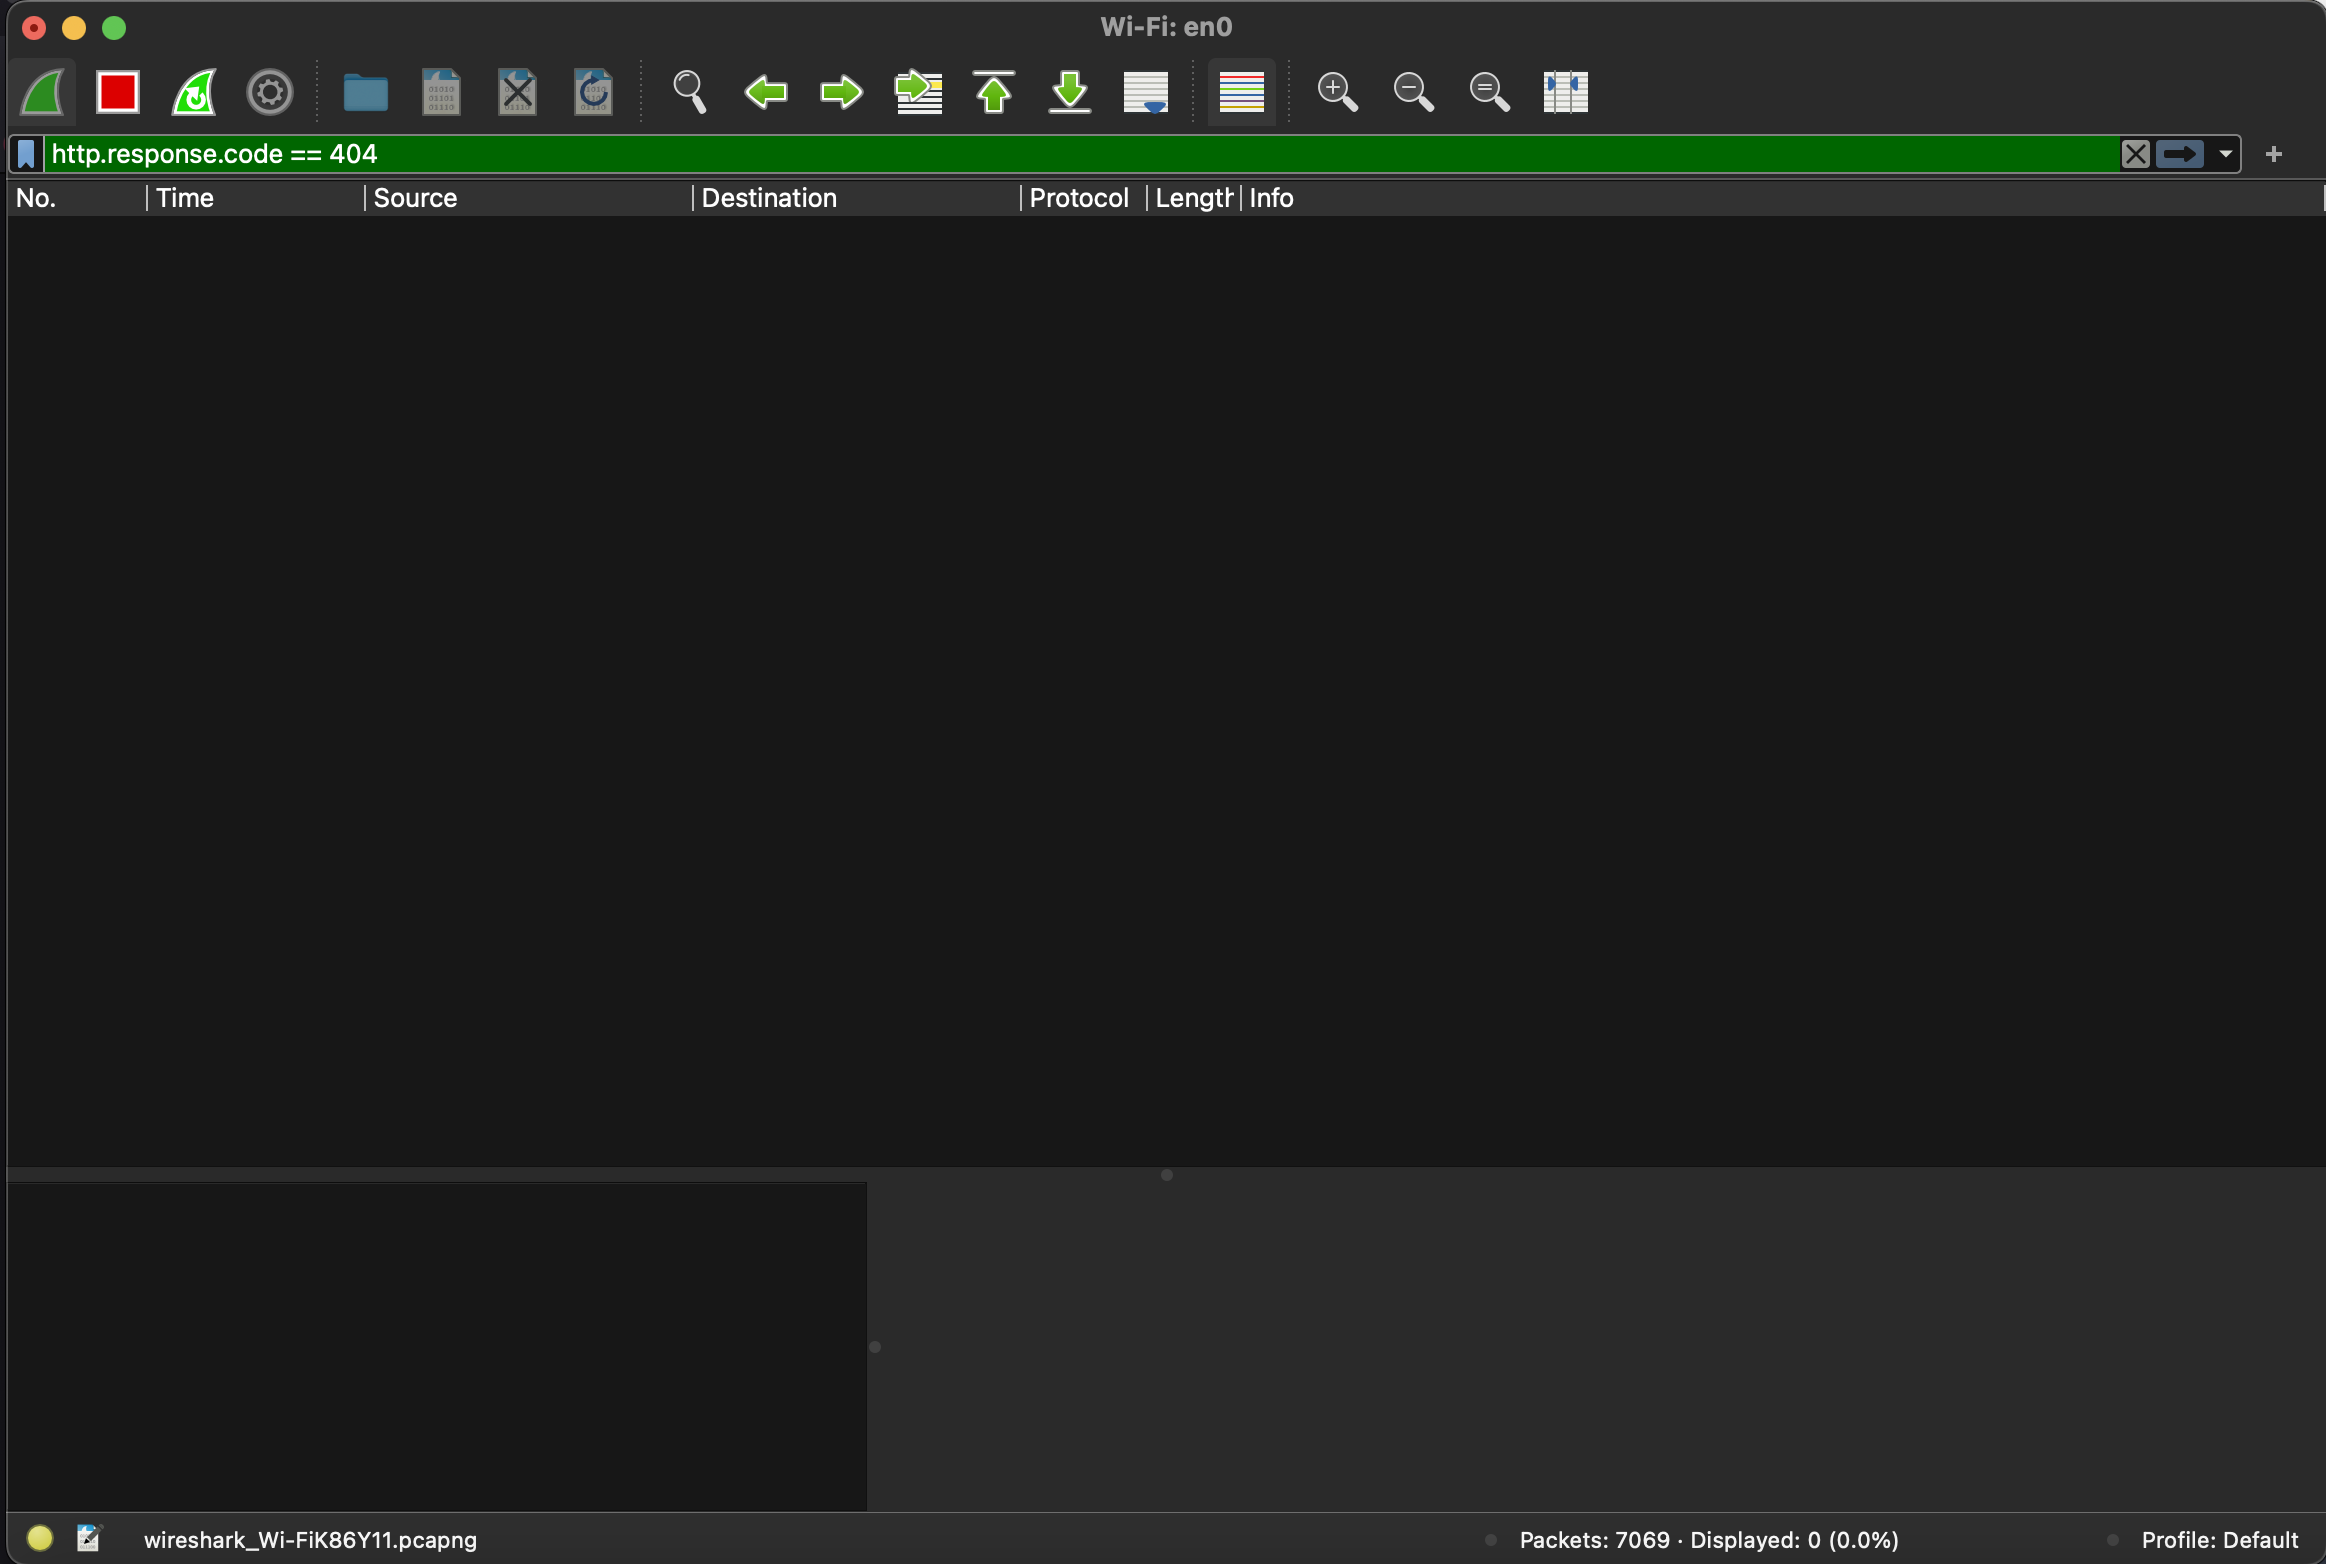 Wi-Fi: en0
http.response.code == 404
No. Time Source Destination Protocol Length Info
wireshark_Wi-FiK86Y11.pcapng Packets: 7069 · Displayed: 0 (0.0%) Profile: Default